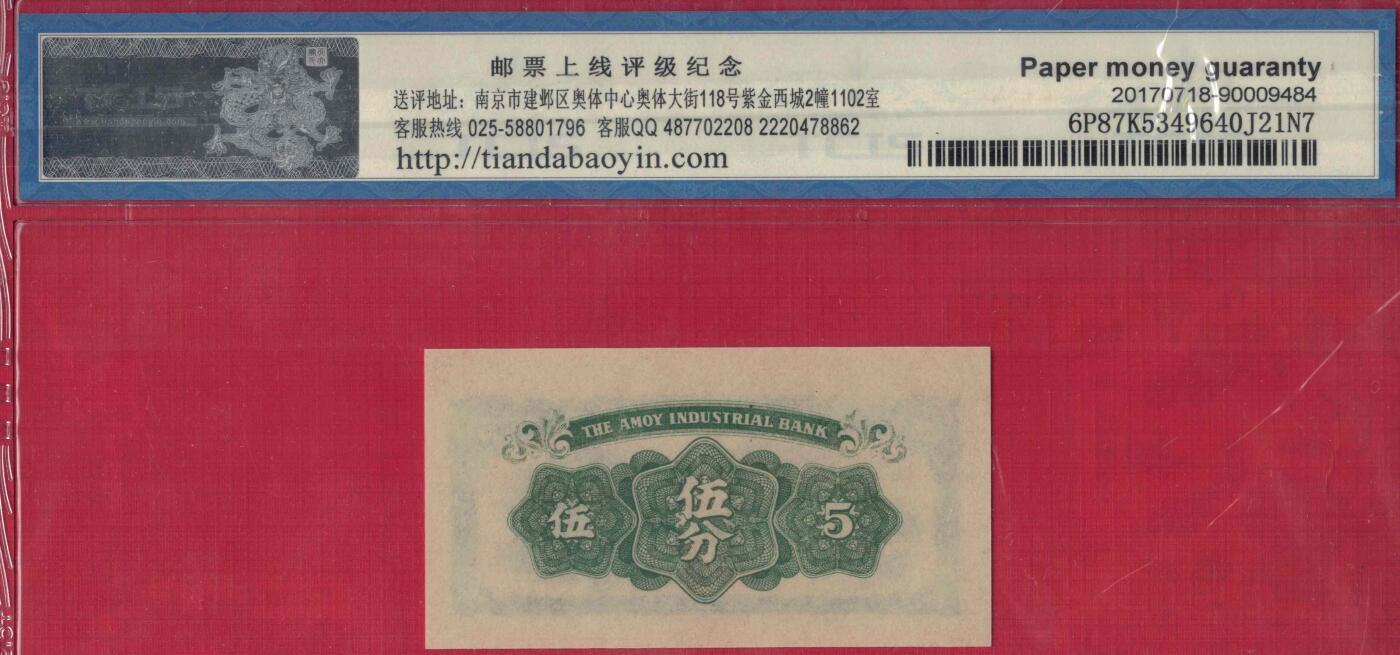 邮票上线评级纪念
送评地址：南京市建邺区奥体中心奥体大街118号紫金西城2幢1102室
客服热线 025-58801796 客服QQ 487702208 2220478862
http://tiandabaoyin.com
Paper money guaranty
20170718-90009484
6P87K5349640J21N7
THE AMOY INDUSTRIAL BANK
伍
伍分
5